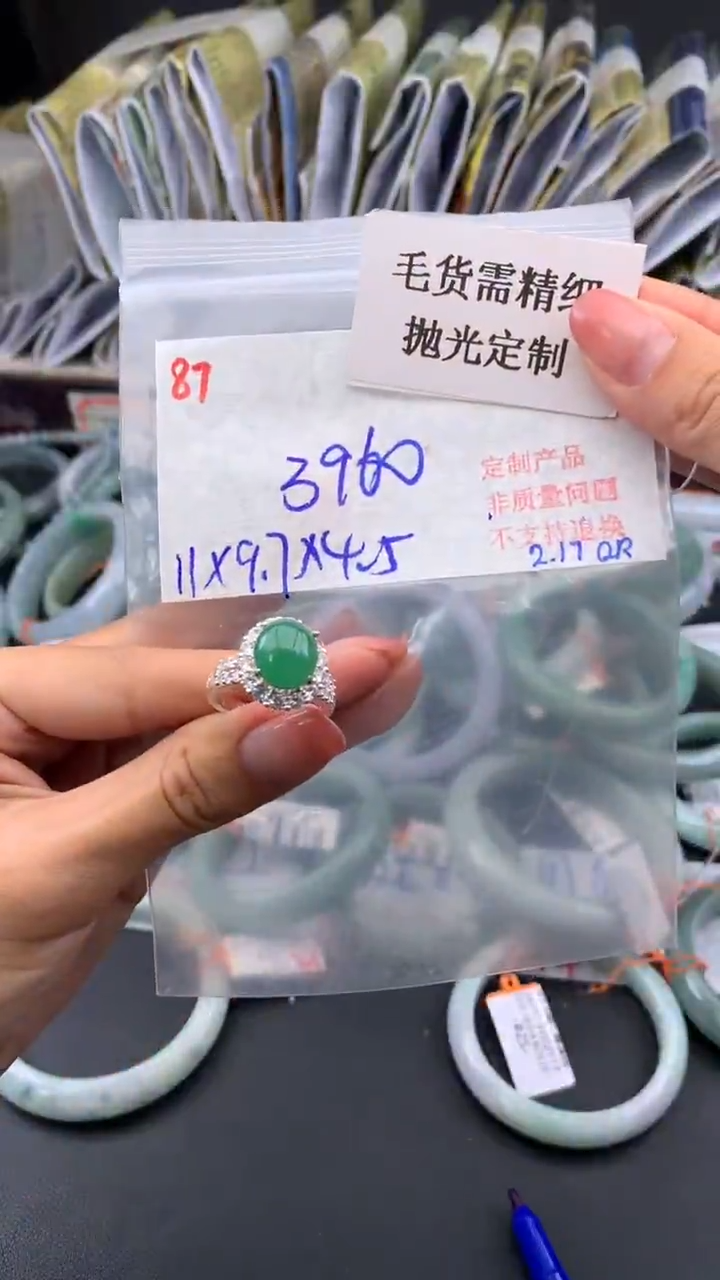 毛货需精细
抛光定制
87
3960
定制产品
非质量问题
不支持退换
11X9.7X4.5
2.17 QR